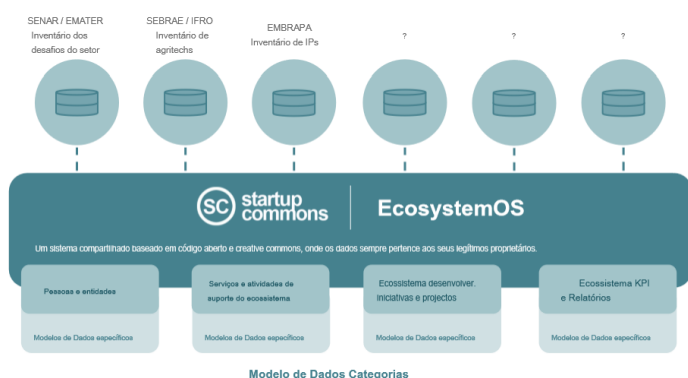 SENAR / EMATER
Inventário dos
desafios do setor
SEBRAE / IFRO
Inventário de
agritechs
EMBRAPA
Inventário de IPs
?
?
?
SC startup
commons
EcosystemOS
Um sistema compartilhado baseado em código aberto e creative commons, onde os dados sempre pertence aos seus legítimos proprietários.
Pessoas e entidades
Modelos de Dados específicos
Serviços e atividades de
suporte do ecossistema
Modelos de Dados específicos
Ecossistema desenvolver.
iniciativas e projectos
Modelos de Dados específicos
Ecossistema KPI
e Relatórios
Modelos de Dados específicos
Modelo de Dados Categorias